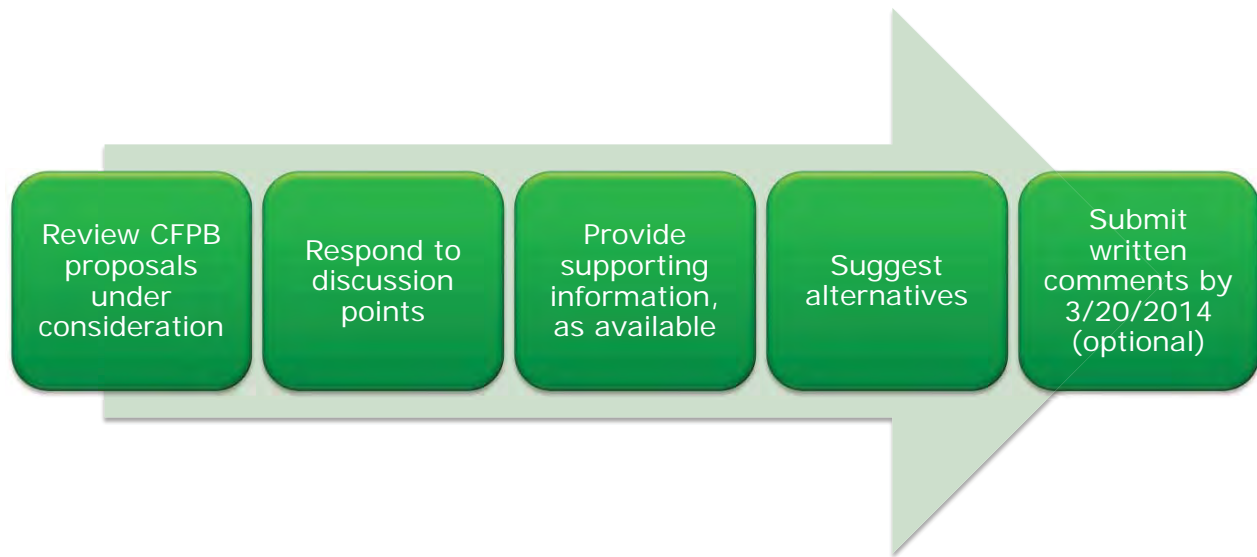 Review CFPB
proposals
under
consideration
Respond to
discussion
points
Provide
supporting
information,
as available
Suggest
alternatives
Submit
written
comments by
3/20/2014
(optional)